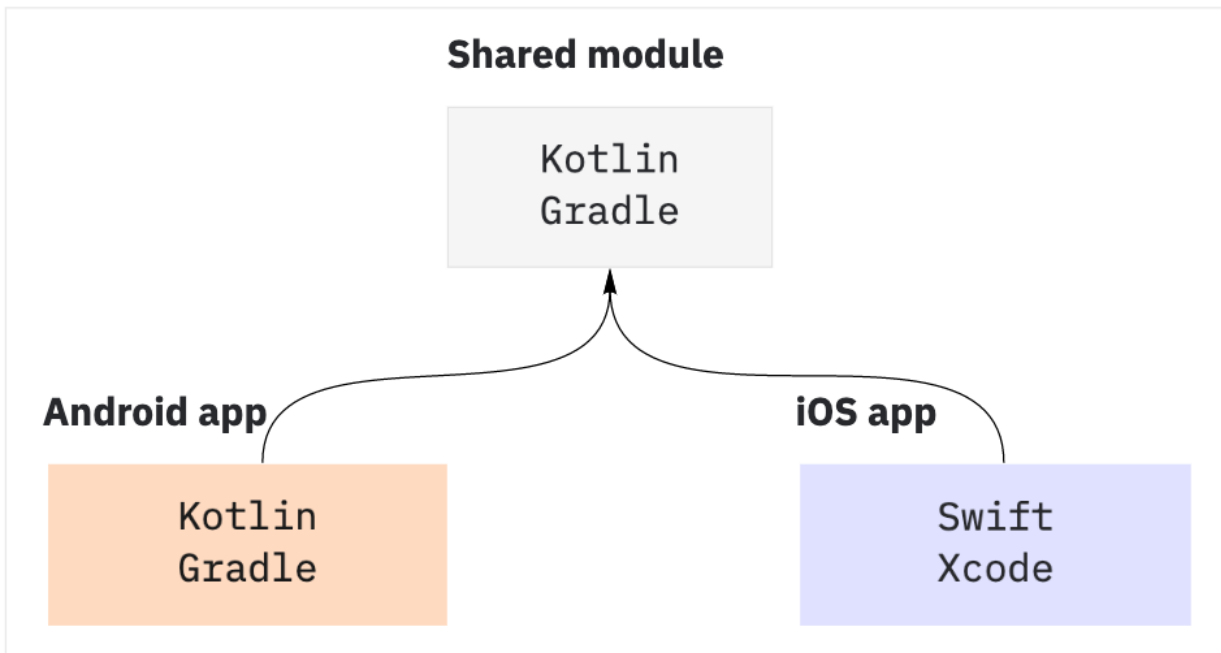 Shared module
Kotlin
Gradle
Android app
Kotlin
Gradle
iOS app
Swift
Xcode